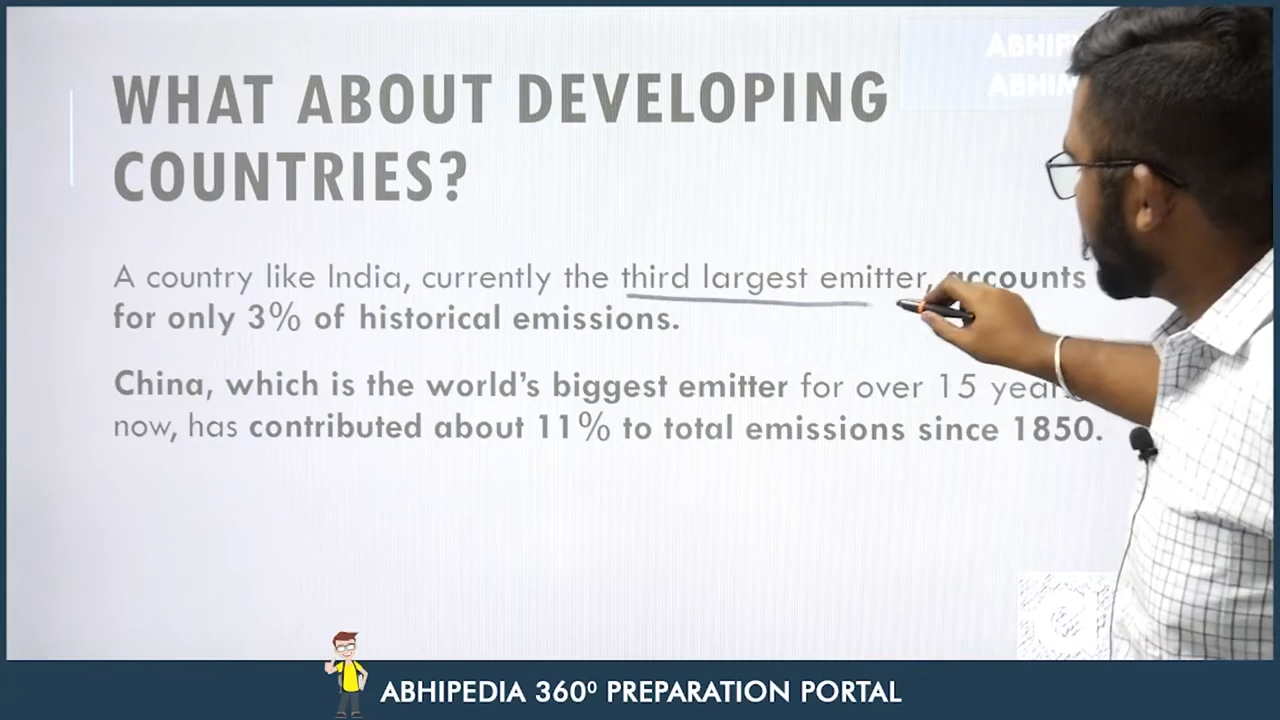 WHAT ABOUT DEVELOPING
COUNTRIES?
A country like India, currently the third largest emitter, accounts
for only 3% of historical emissions.
China, which is the world's biggest emitter for over 15
now, has contributed about 11% to total emissions since 1850.
ABHIPEDIA 360⁰ PREPARATION PORTAL